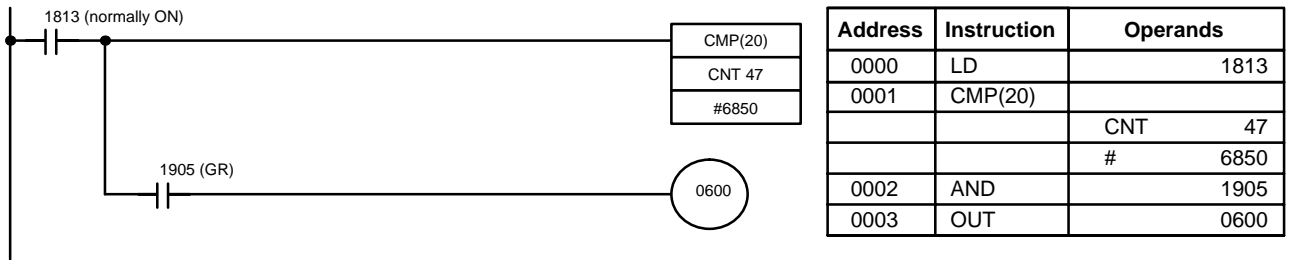 1813 (normally ON)
CMP(20)
CNT 47
#6850
1905 (GR)
0600
Address Instruction Operands
0000 LD 1813
0001 CMP(20)
CNT 47
# 6850
0002 AND 1905
0003 OUT 0600